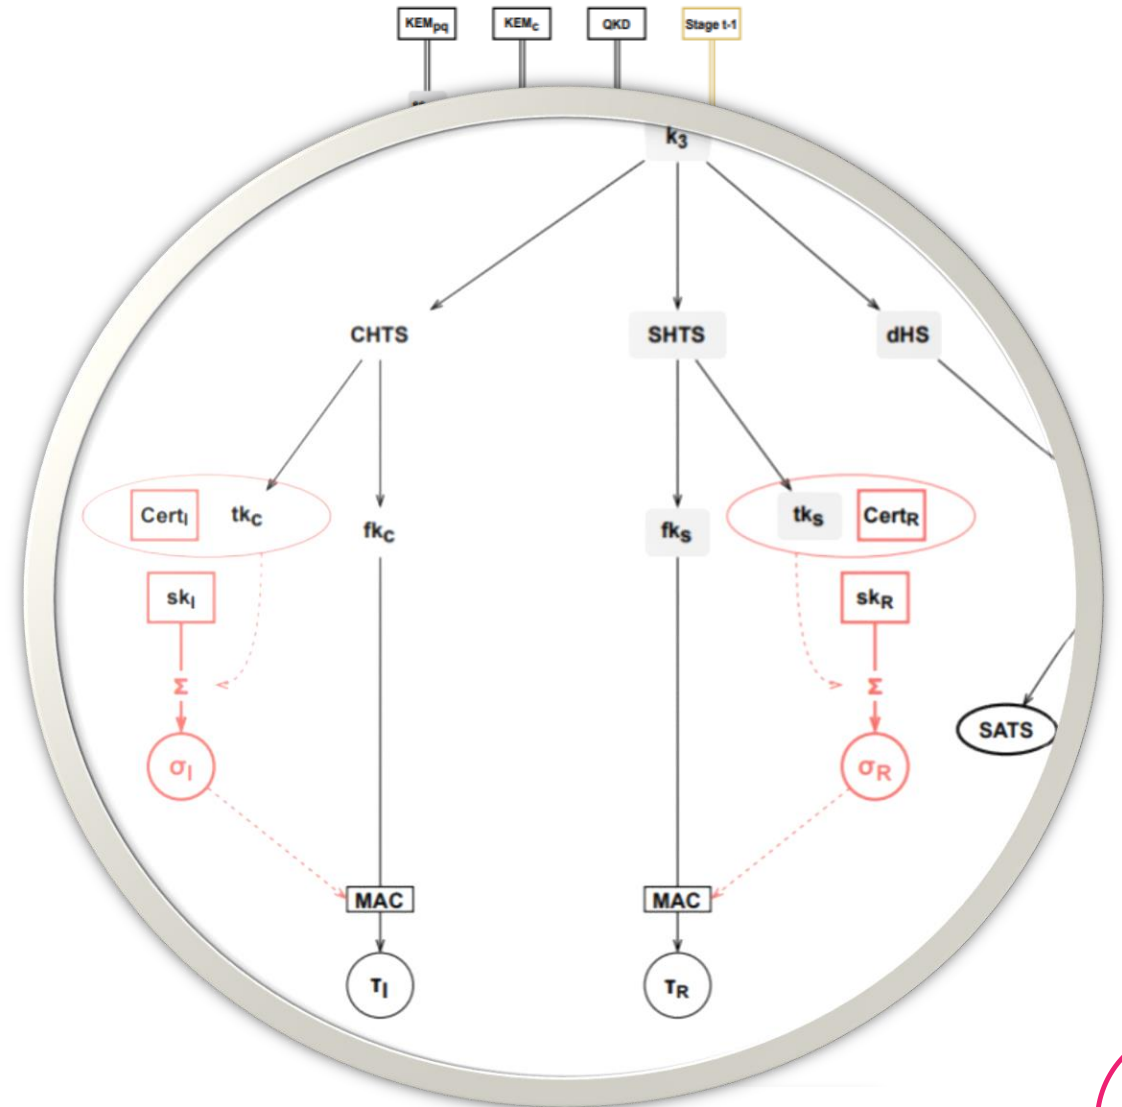 KEMpq
KEMc
QKD
Stage t-1
k3
CHTS
SHTS
dHS
CertI
tkC
fkC
fkS
tkS
CertR
skI
skR
Σ
Σ
SATS
σI
σR
MAC
MAC
τI
τR